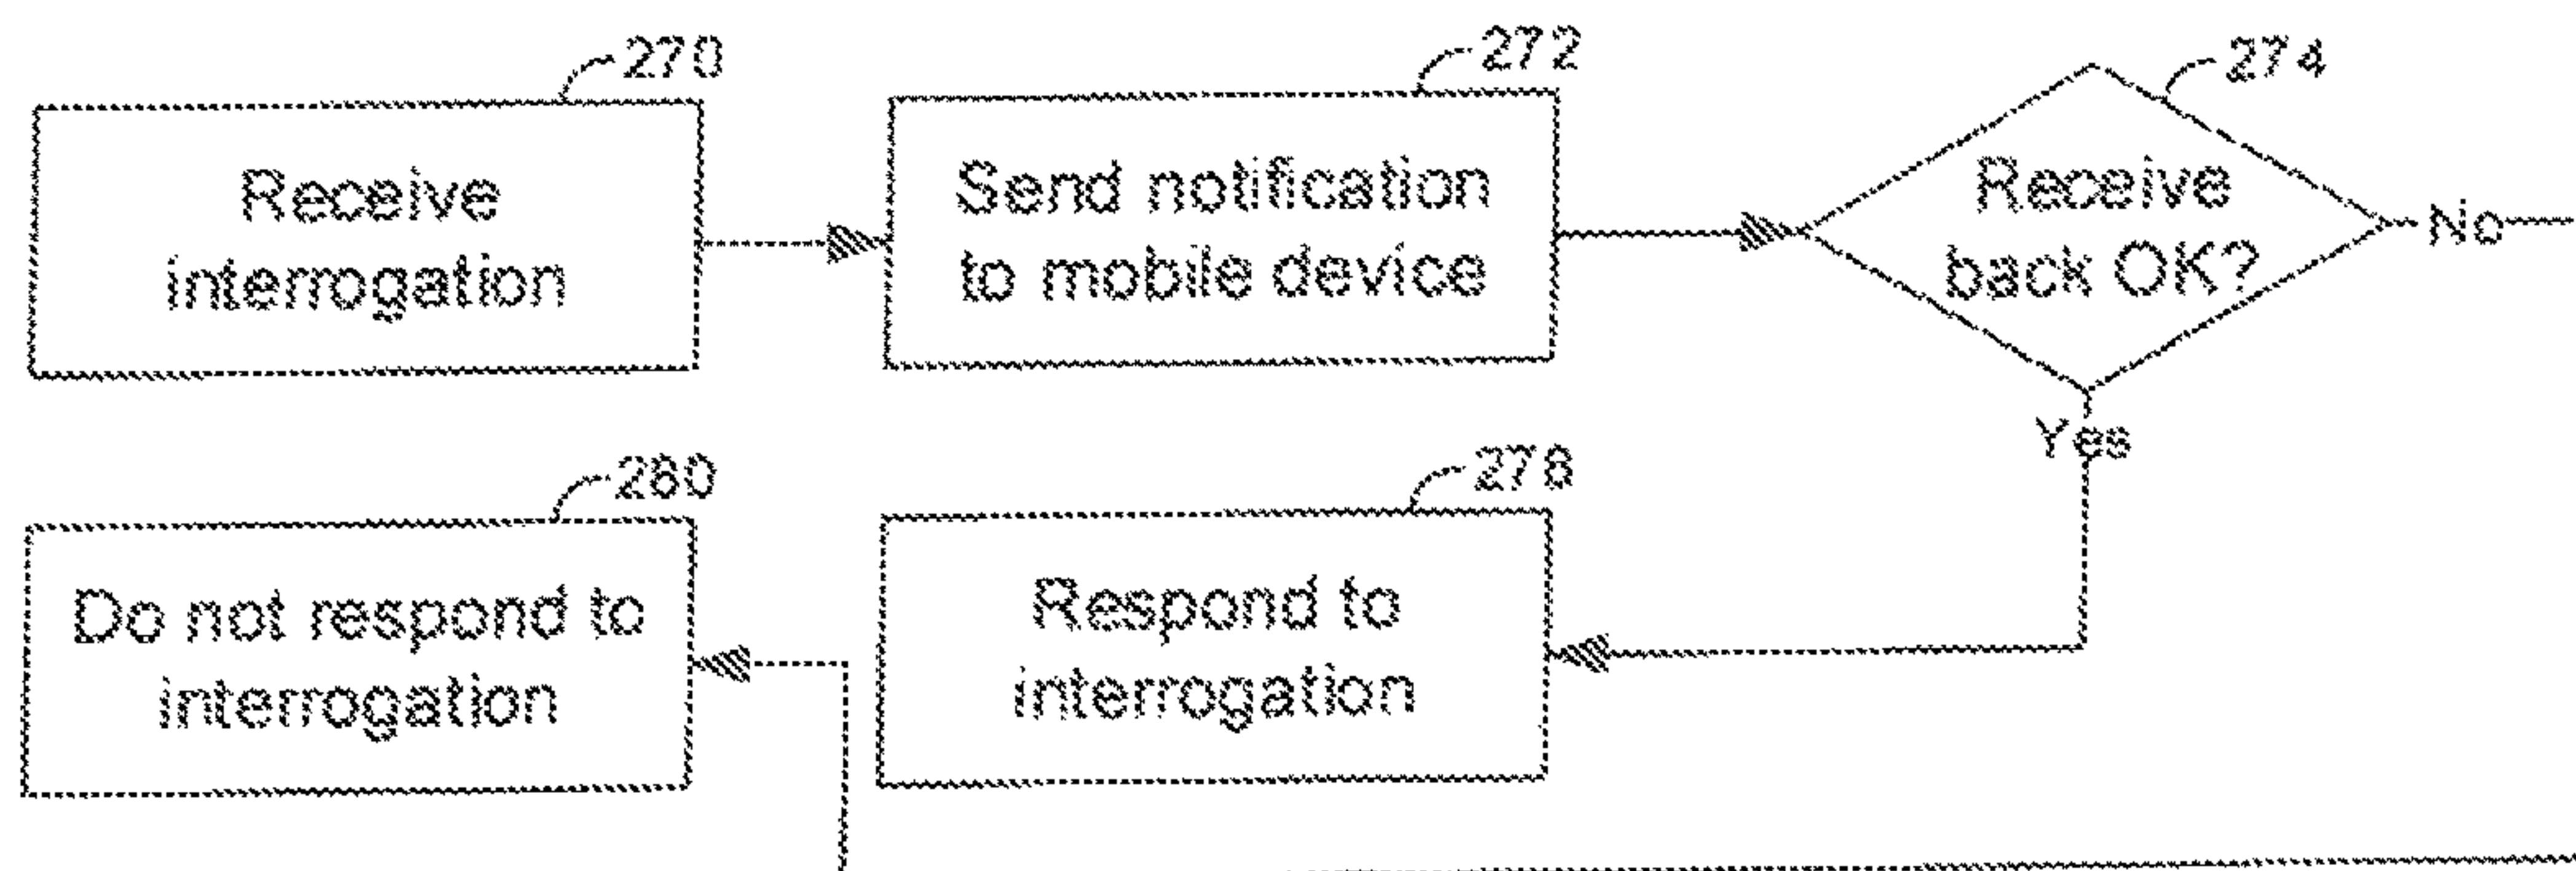 270
Receive
interrogation
272
Send notification
to mobile device
274
Receive
back OK?
No
Yes
280
Do not respond to
interrogation
278
Respond to
interrogation